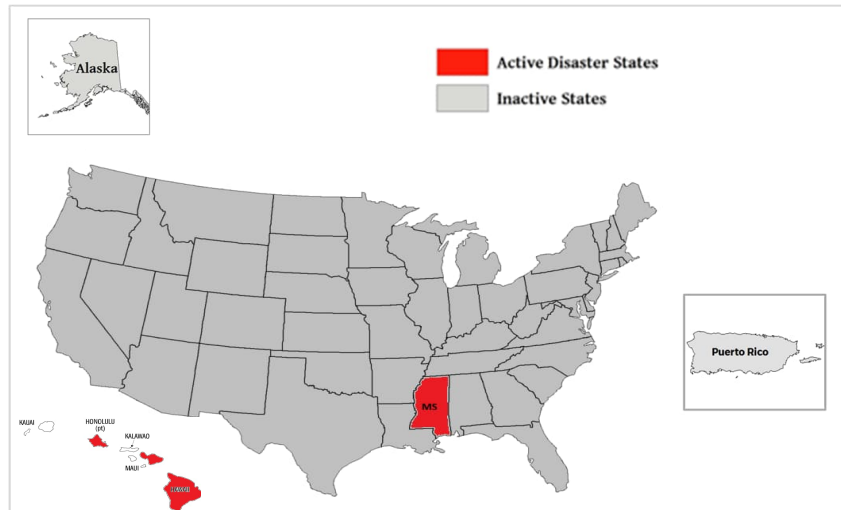 Alaska
Active Disaster States
Inactive States
Puerto Rico
MS
KAUAI
HONOLULU
(pt)
KALAWAO
MAUI
HAWAII